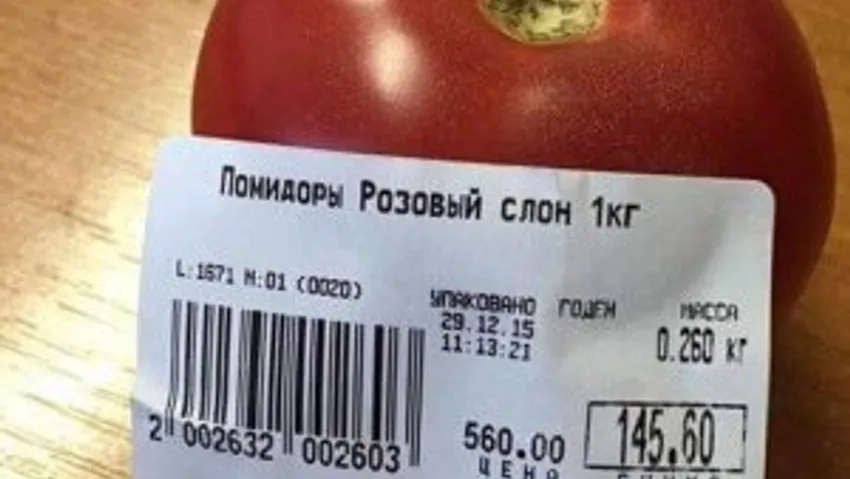 Помидоры Розовый слон 1кг
L:1671 М:01 (0020)
УПАКОВАНО ГОДЕН МАССА
29.12.15
11:13:21
0.260 кг
2 002632 002603
560.00
145.60
ЦЕНА